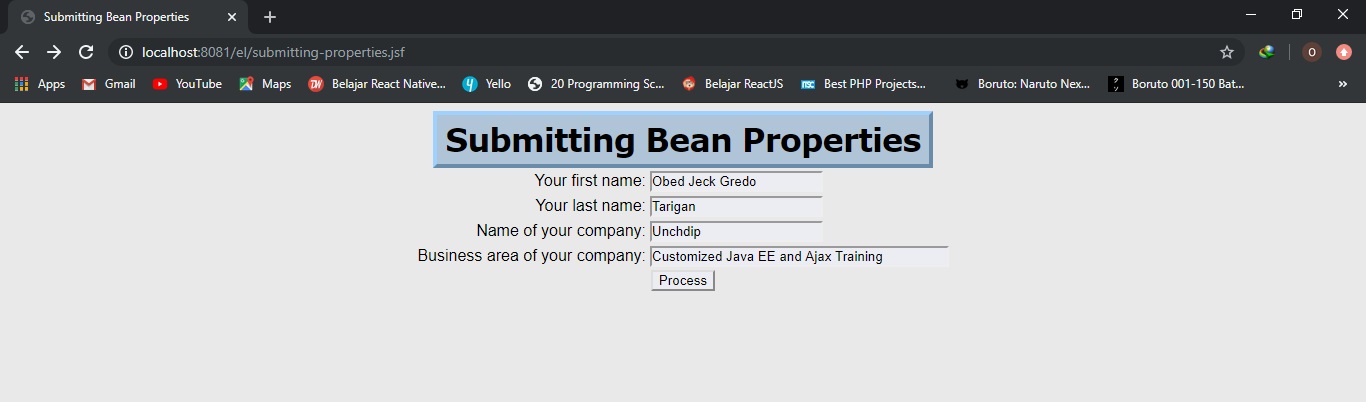 Submitting Bean Properties
localhost:8081/el/submitting-properties.jsf
O
Apps Gmail YouTube Maps Belajar React Native... Yello 20 Programming Sc... Belajar ReactJS Best PHP Projects... Boruto: Naruto Nex... Boruto 001-150 Bat... »
Submitting Bean Properties
Your first name: Obed Jeck Gredo
Your last name: Tarigan
Name of your company: Unchdip
Business area of your company: Customized Java EE and Ajax Training
Process